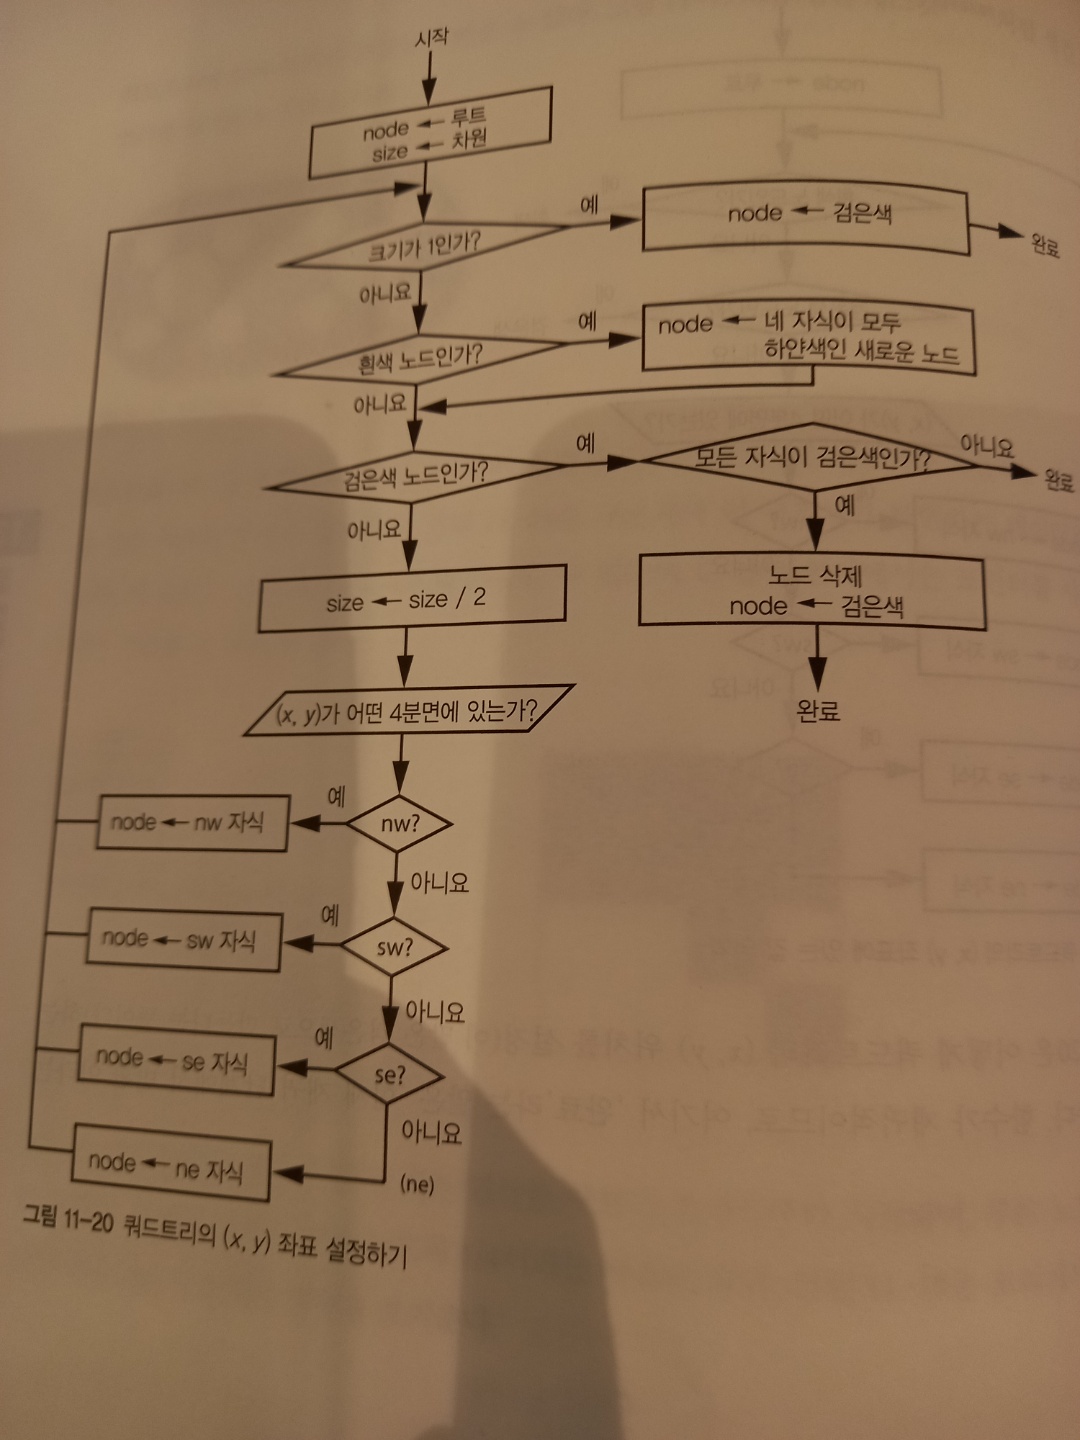 시작
node ← 루트
size ← 차원
크기가 1인가?
예
node ← 검은색
완료
아니요
흰색 노드인가?
예
node ← 네 자식이 모두
하얀색인 새로운 노드
아니요
검은색 노드인가?
예
모든 자식이 검은색인가?
아니요
완료
예
노드 삭제
node ← 검은색
완료
아니요
size ← size / 2
(x, y)가 어떤 4분면에 있는가?
nw?
예
node ← nw 자식
아니요
sw?
예
node ← sw 자식
아니요
se?
예
node ← se 자식
아니요
(ne)
node ← ne 자식
그림 11-20 쿼드트리의 (x, y) 좌표 설정하기